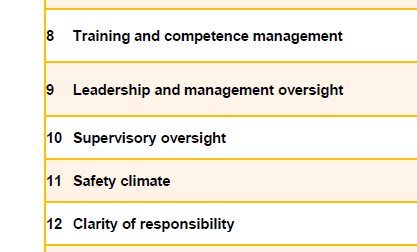 8 Training and competence management
9 Leadership and management oversight
10 Supervisory oversight
11 Safety climate
12 Clarity of responsibility